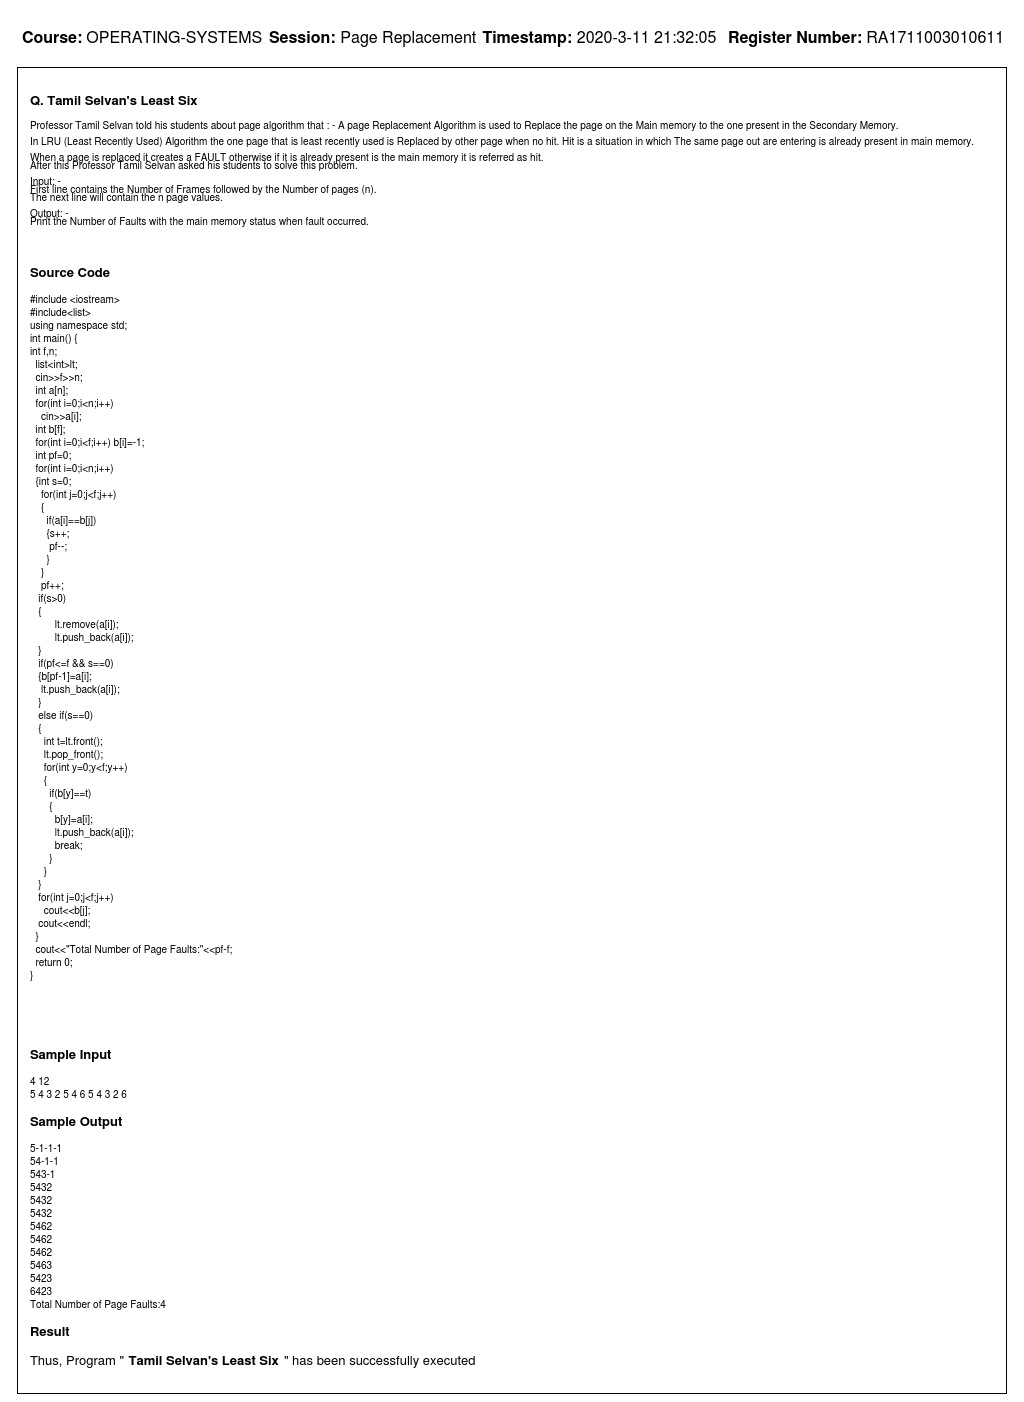 Course: OPERATING-SYSTEMS Session: Page Replacement Timestamp: 2020-3-11 21:32:05 Register Number: RA1711003010611
Q. Tamil Selvan's Least Six
Professor Tamil Selvan told his students about page algorithm that : - A page Replacement Algorithm is used to Replace the page on the Main memory to the one present in the Secondary Memory.
In LRU (Least Recently Used) Algorithm the one page that is least recently used is Replaced by other page when no hit. Hit is a situation in which The same page out are entering is already present in main memory.
When a page is replaced it creates a FAULT otherwise if it is already present is the main memory it is referred as hit.
After this Professor Tamil Selvan asked his students to solve this problem.
Input: -
First line contains the Number of Frames followed by the Number of pages (n).
The next line will contain the n page values.
Output: -
Print the Number of Faults with the main memory status when fault occurred.
Source Code
#include <iostream>
#include<list>
using namespace std;
int main() {
int f,n;
list<int>lt;
cin>>f>>n;
int a[n];
for(int i=0;i<n;i++)
cin>>a[i];
int b[f];
for(int i=0;i<f;i++) b[i]=-1;
int pf=0;
for(int i=0;i<n;i++)
{int s=0;
for(int j=0;j<f;j++)
{
if(a[i]==b[j])
{s++;
pf--;
}
}
pf++;
if(s>0)
{
lt.remove(a[i]);
lt.push_back(a[i]);
}
if(pf<=f && s==0)
{b[pf-1]=a[i];
lt.push_back(a[i]);
}
else if(s==0)
{
int t=lt.front();
lt.pop_front();
for(int y=0;y<f;y++)
{
if(b[y]==t)
{
b[y]=a[i];
lt.push_back(a[i]);
break;
}
}
}
for(int j=0;j<f;j++)
cout<<b[j];
cout<<endl;
}
cout<<"Total Number of Page Faults:"<<pf-f;
return 0;
}
Sample Input
4 12
5 4 3 2 5 4 6 5 4 3 2 6
Sample Output
5-1-1-1
54-1-1
543-1
5432
5432
5432
5462
5462
5462
5463
5423
6423
Total Number of Page Faults:4
Result
Thus, Program " Tamil Selvan's Least Six " has been successfully executed